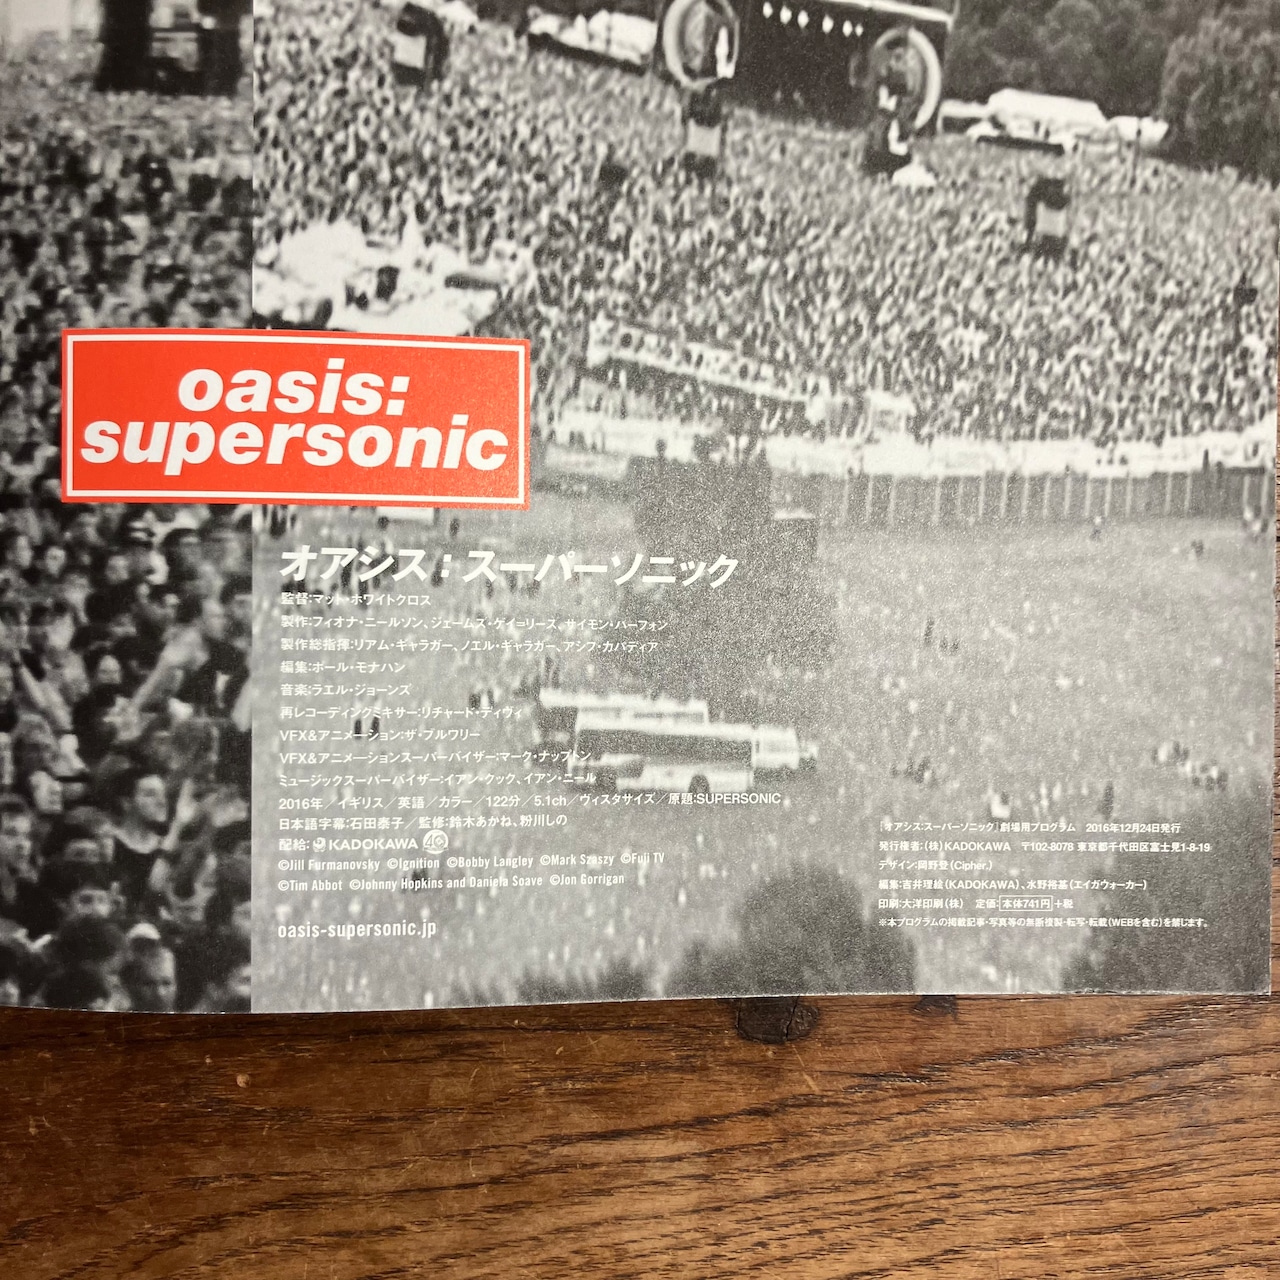 oasis:
supersonic
オアシス:スーパーソニック
監督:マット・ホワイトクロス
製作:フィオナ・ニールソン、ジェームス・ゲイ=リース、サイモン・ハーフォン
製作総指揮:リアム・ギャラガー、ノエル・ギャラガー、アシフ・カパディア
編集:ポール・モナハン
音楽:ラエル・ジョーンズ
再レコーディングミキサー:リチャード・デイヴィ
VFX&アニメーション:ザ・ブルワリー
VFX&アニメーションスーパーバイザー:マーク・ナップトン
ミュージックスーパーバイザー:イアン・クック、イアン・ニール
2016年/イギリス/英語/カラー/122分/5.1ch/ヴィスタサイズ/原題:SUPERSONIC
日本語字幕:石田泰子/監修:鈴木あかね、粉川しの
配給:KADOKAWA
©Jill Furmanovsky ©Ignition ©Bobby Langley ©Mark Szaszy ©Fuji TV
©Tim Abbot ©Johnny Hopkins and Daniela Soave ©Jon Gorrigan
oasis-supersonic.jp
『オアシス:スーパーソニック』劇場用プログラム 2016年12月24日発行
発行権者:(株)KADOKAWA 〒102-8078 東京都千代田区富士見1-8-19
デザイン:岡野登(Cipher.)
編集:吉井理絵(KADOKAWA)、水野裕基(エイガウォーカー)
印刷:大洋印刷(株) 定価:本体741円+税
※本プログラムの掲載記事・写真等の無断複製・転写・転載(WEBを含む)を禁じます。